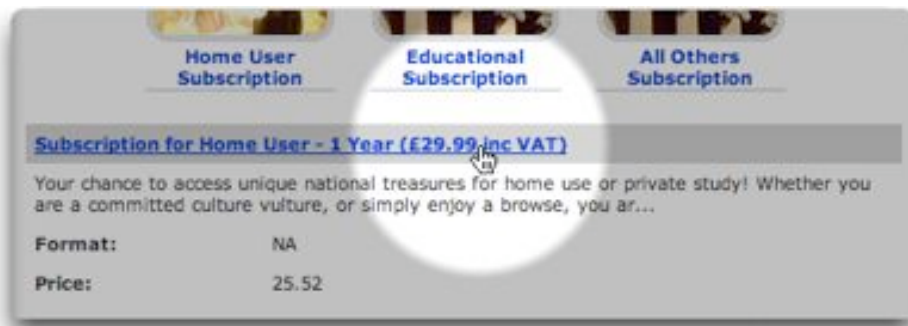 Home User
Subscription
Educational
Subscription
All Others
Subscription
Subscription for Home User - 1 Year (£29.99 inc VAT)
Your chance to access unique national treasures for home use or private study! Whether you
are a committed culture vulture, or simply enjoy a browse, you ar...
Format: NA
Price: 25.52